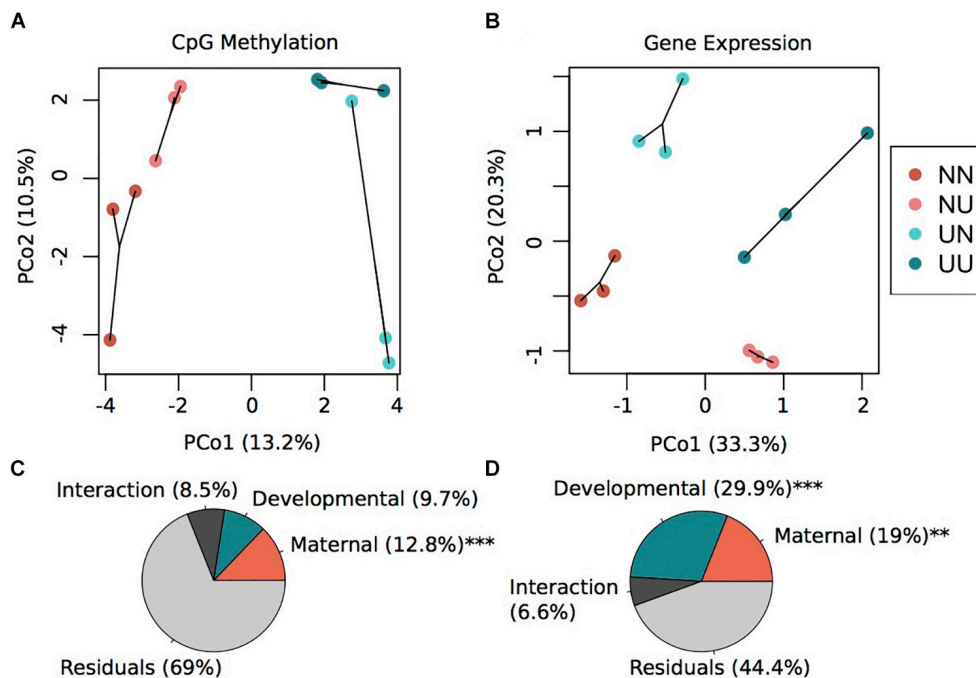 A
CpG Methylation
PCo2 (10.5%)
2
0
-2
-4
-4
-2
0
2
4
PCo1 (13.2%)
B
Gene Expression
PCo2 (20.3%)
1
0
-1
-1
0
1
2
PCo1 (33.3%)
NN
NU
UN
UU
C
Interaction (8.5%)
Developmental (9.7%)
Maternal (12.8%)***
Residuals (69%)
D
Developmental (29.9%)***
Maternal (19%)**
Interaction
(6.6%)
Residuals (44.4%)